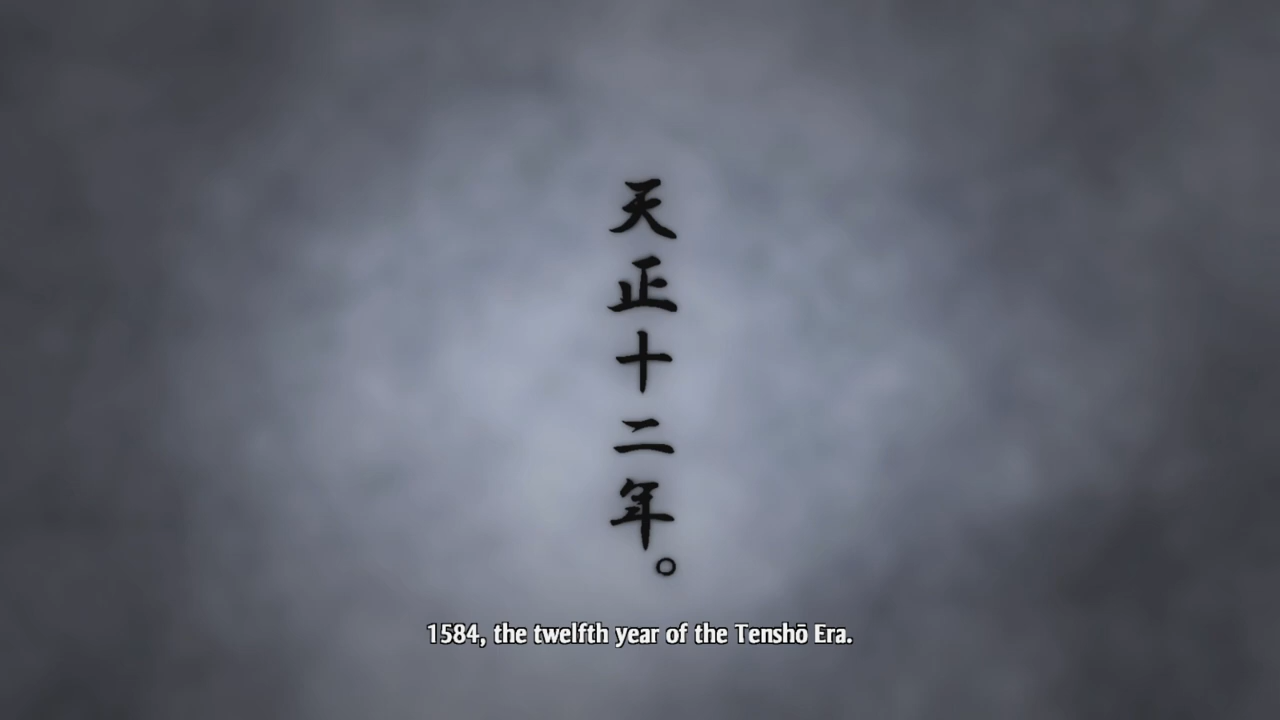 天正十二年。
1584, the twelfth year of the Tenshō Era.